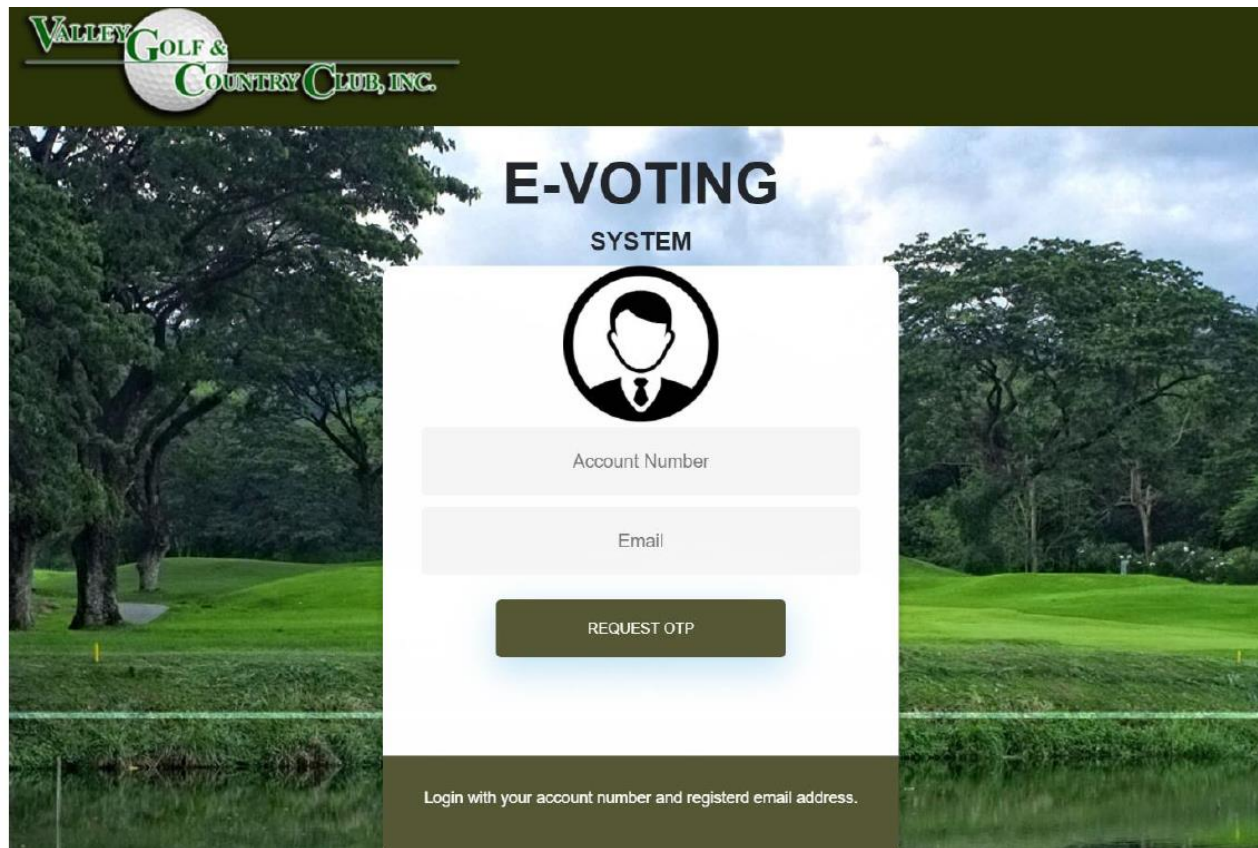 VALLEY GOLF &
COUNTRY CLUB, INC.
E-VOTING
SYSTEM
Account Number
Email
REQUEST OTP
Login with your account number and registerd email address.